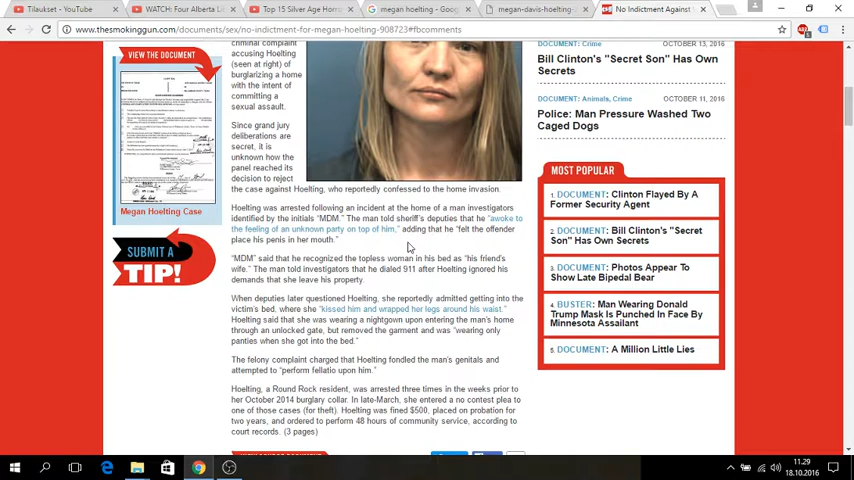 Tilaukset - YouTube
WATCH: Four Alberta Li
Top 15 Silver Age Horro
megan hoelting - Goog
megan-davis-hoelting-
No Indictment Against
www.thesmokinggun.com/documents/sex/no-indictment-for-megan-hoelting-908723#fbcomments
VIEW THE DOCUMENT
Megan Hoelting Case
SUBMIT A
TIP!
criminal complaint
accusing Hoelting
(seen at right) of
burglarizing a home
with the intent of
committing a
sexual assault.
Since grand jury
deliberations are
secret, it is
unknown how the
panel reached its
decision to reject
the case against Hoelting, who reportedly confessed to the home invasion.
Hoelting was arrested following an incident at the home of a man investigators
identified by the initials “MDM.” The man told sheriff’s deputies that he “awoke to
the feeling of an unknown party on top of him,” adding that he “felt the offender
place his penis in her mouth.”
“MDM” said that he recognized the topless woman in his bed as “his friend’s
wife.” The man told investigators that he dialed 911 after Hoelting ignored his
demands that she leave his property.
When deputies later questioned Hoelting, she reportedly admitted getting into the
victim’s bed, where she “kissed him and wrapped her legs around his waist.”
Hoelting said that she was wearing a nightgown upon entering the man’s home
through an unlocked gate, but removed the garment and was “wearing only
panties when she got into the bed.”
The felony complaint charged that Hoelting fondled the man’s genitals and
attempted to “perform fellatio upon him.”
Hoelting, a Round Rock resident, was arrested three times in the weeks prior to
her October 2014 burglary collar. In late-March, she entered a no contest plea to
one of those cases (for theft). Hoelting was fined $500, placed on probation for
two years, and ordered to perform 48 hours of community service, according to
court records. (3 pages)
DOCUMENT: Crime OCTOBER 13, 2016
Bill Clinton's "Secret Son" Has Own
Secrets
DOCUMENT: Animals, Crime OCTOBER 11, 2016
Police: Man Pressure Washed Two
Caged Dogs
MOST POPULAR
1. DOCUMENT: Clinton Flayed By A
Former Security Agent
2. DOCUMENT: Bill Clinton's "Secret
Son" Has Own Secrets
3. DOCUMENT: Photos Appear To
Show Late Bipedal Bear
4. BUSTER: Man Wearing Donald
Trump Mask Is Punched In Face By
Minnesota Assailant
5. DOCUMENT: A Million Little Lies
11.29
18.10.2016